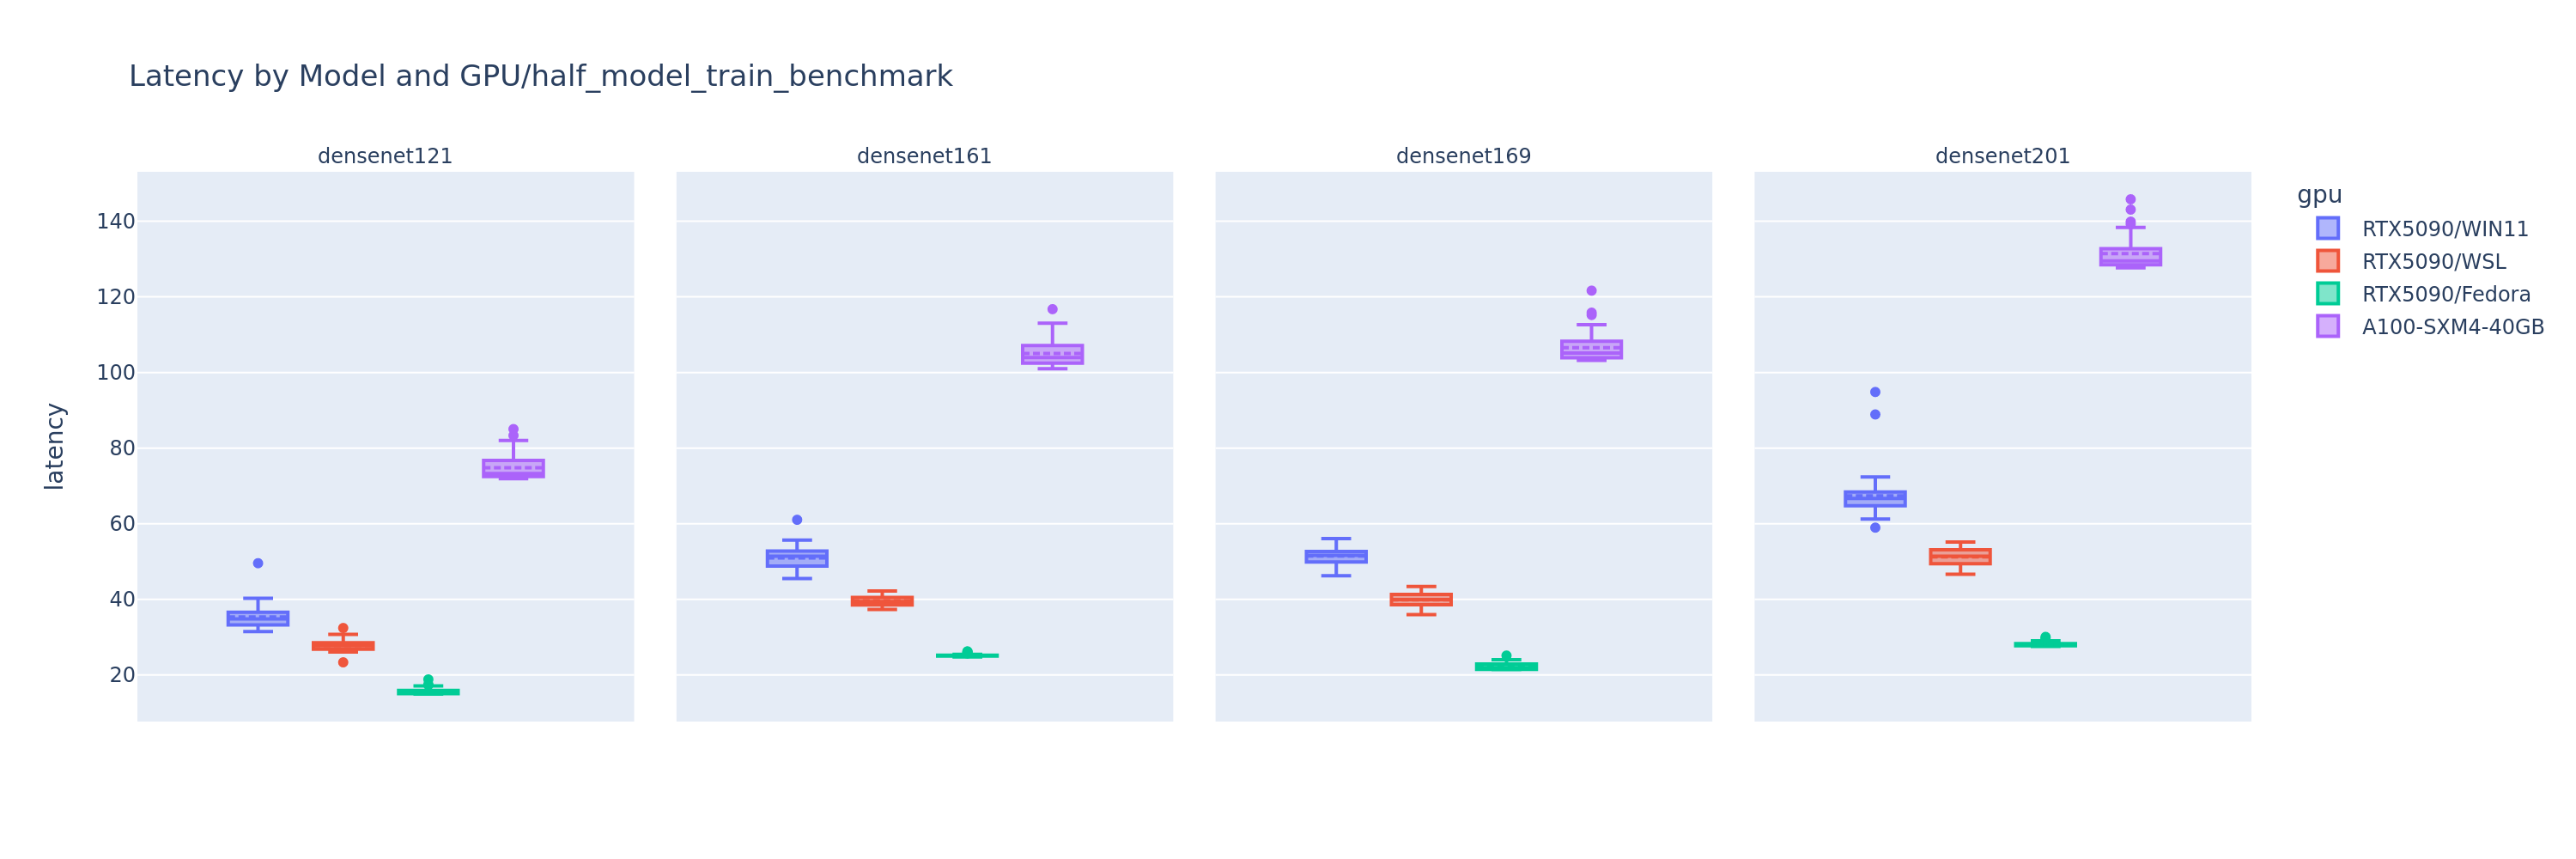 Latency by Model and GPU/half_model_train_benchmark
densenet121
densenet161
densenet169
densenet201
140
120
100
80
60
40
20
latency
gpu
RTX5090/WIN11
RTX5090/WSL
RTX5090/Fedora
A100-SXM4-40GB